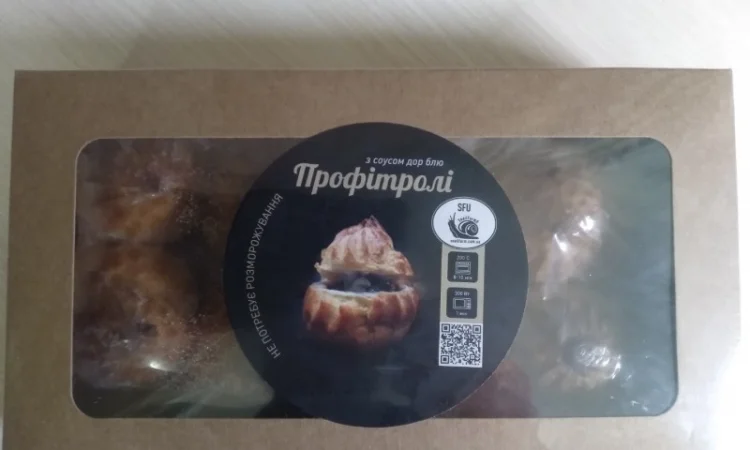 з соусом дор блю
Профітролі
НЕ ПОТРЕБУЄ РОЗМОРОЖУВАННЯ
SFU